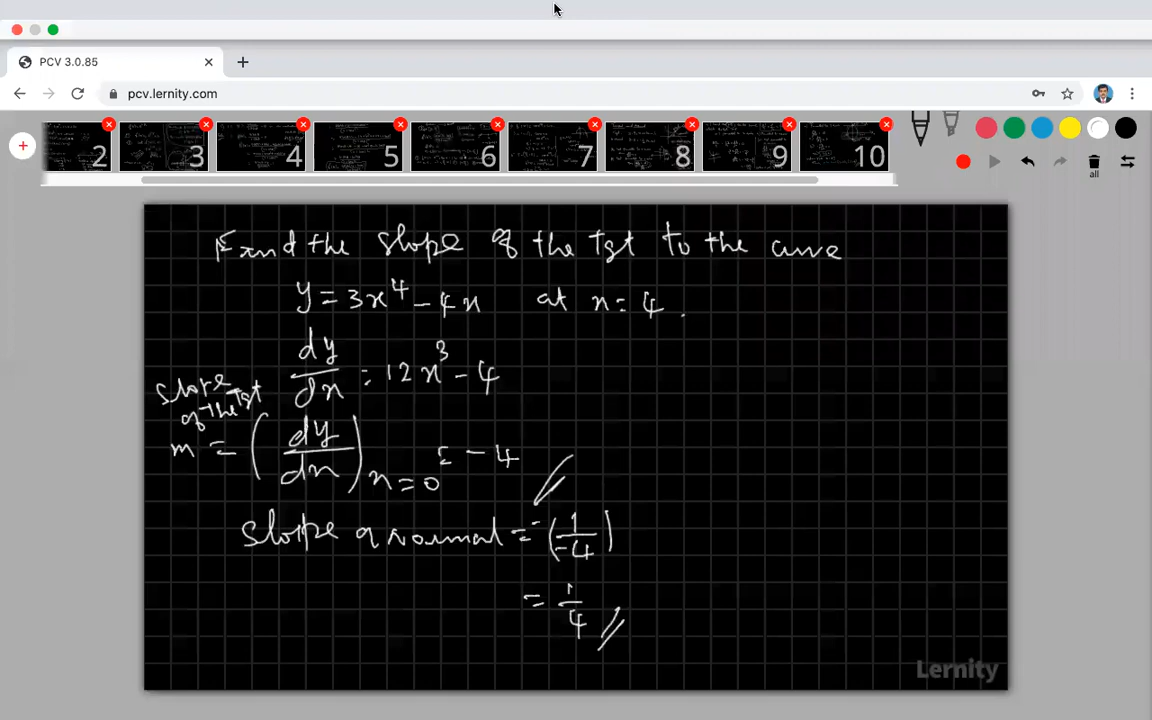 PCV 3.0.85
pcv.lernity.com
2 3 4 5 6 7 8 9 10
all
Find the slope of the Tgt to the curve
y = 3x⁴ - 4x at x = 4.
dy/dx = 12x³ - 4
slope of the Tgt
m = (dy/dx) x = 0 = - 4
slope of normal = -(1/-4)
= 1/4
Lernity